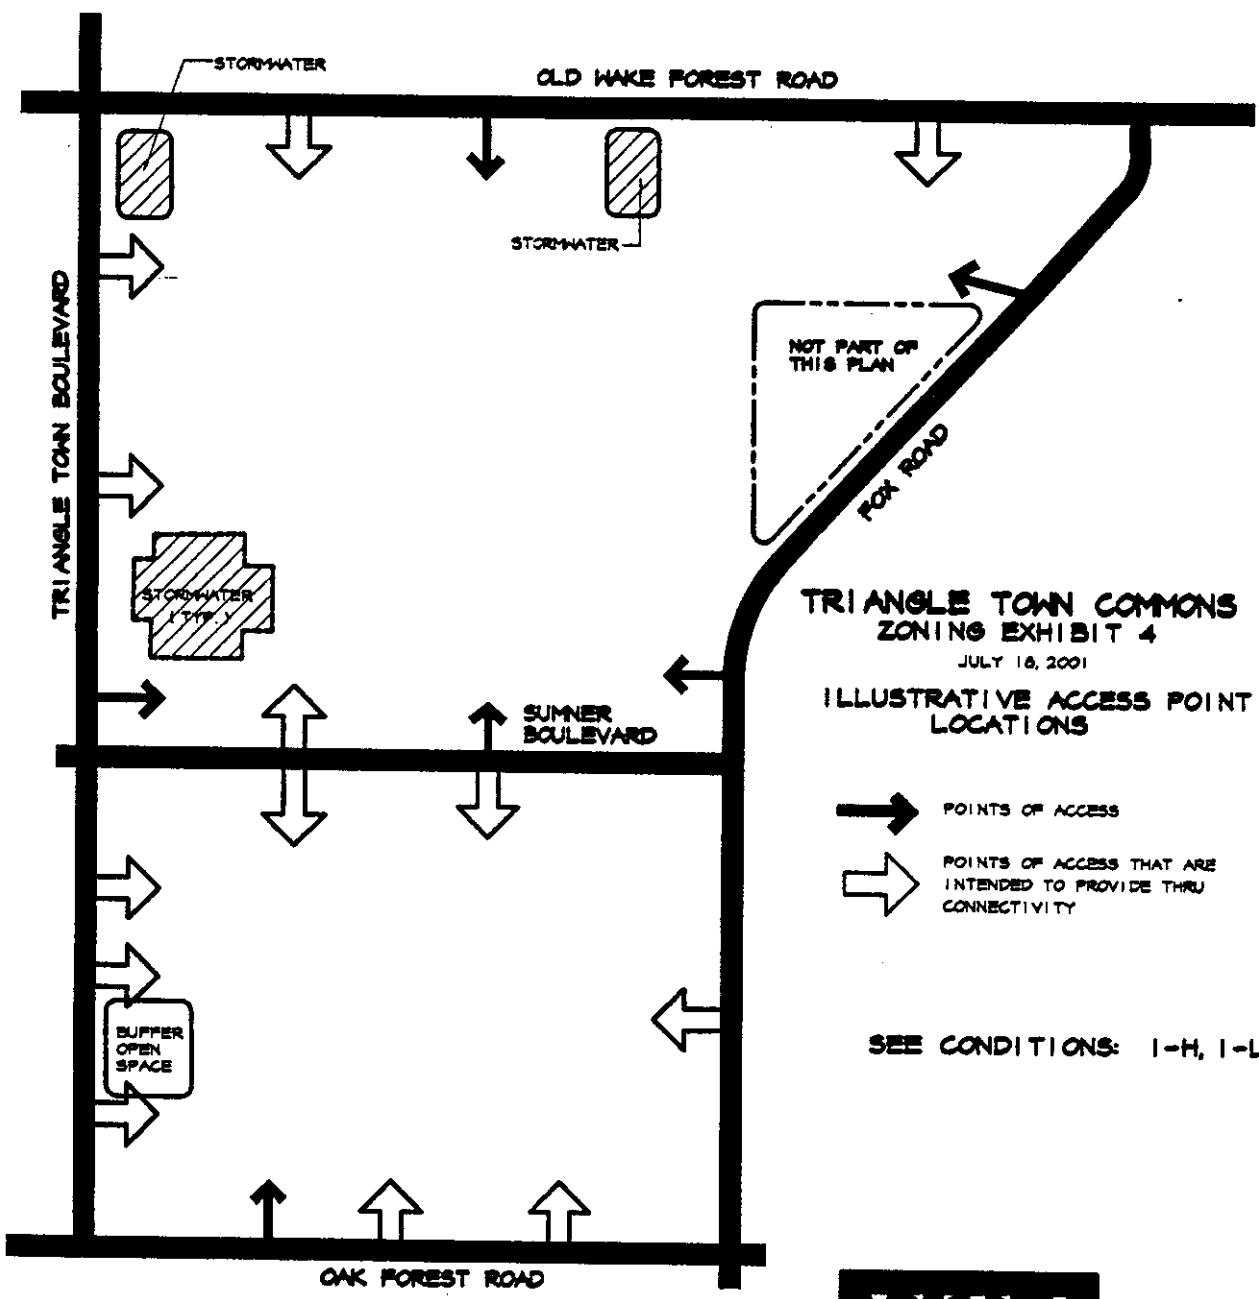 STORMWATER
OLD WAKE FOREST ROAD
STORMWATER
TRIANGLE TOWN BOULEVARD
NOT PART OF
THIS PLAN
FOX ROAD
STORMWATER
(TYP.)
TRIANGLE TOWN COMMONS
ZONING EXHIBIT 4
JULY 18, 2001
ILLUSTRATIVE ACCESS POINT
LOCATIONS
SUMNER
BOULEVARD
POINTS OF ACCESS
POINTS OF ACCESS THAT ARE
INTENDED TO PROVIDE THRU
CONNECTIVITY
BUFFER
OPEN
SPACE
SEE CONDITIONS: 1-H, 1-L
OAK FOREST ROAD